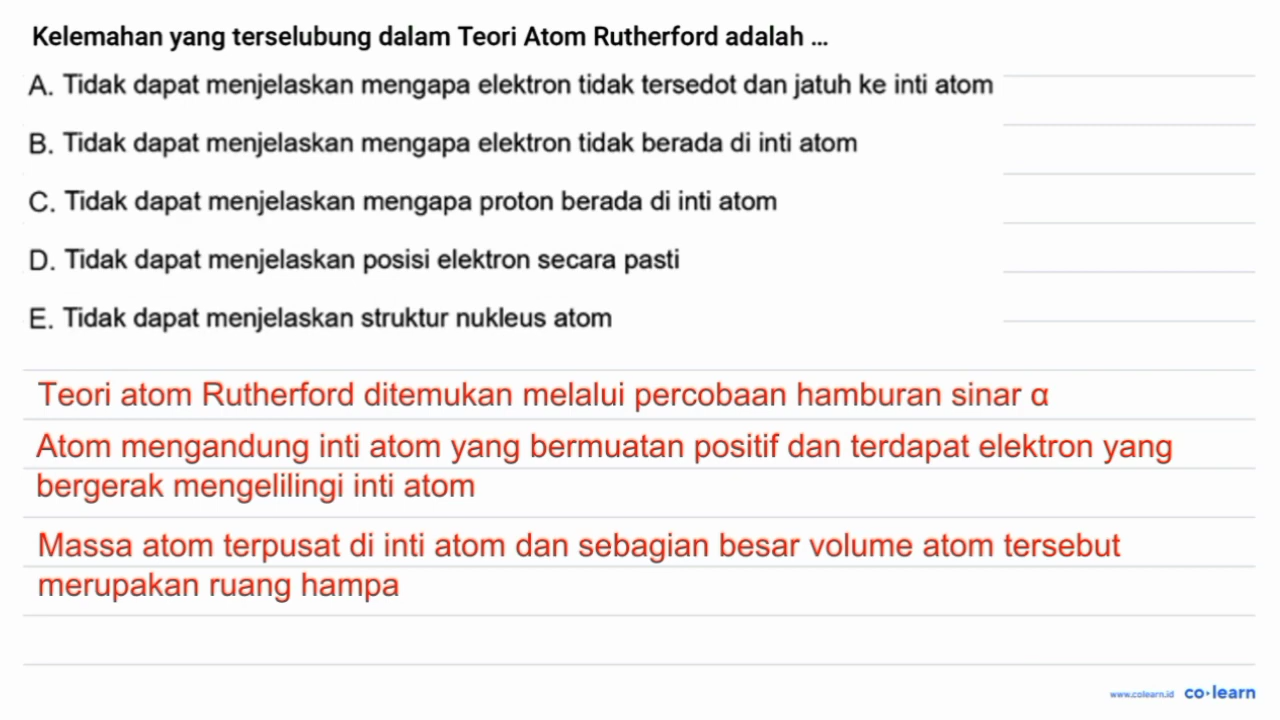 Kelemahan yang terselubung dalam Teori Atom Rutherford adalah ...
A. Tidak dapat menjelaskan mengapa elektron tidak tersedot dan jatuh ke inti atom
B. Tidak dapat menjelaskan mengapa elektron tidak berada di inti atom
C. Tidak dapat menjelaskan mengapa proton berada di inti atom
D. Tidak dapat menjelaskan posisi elektron secara pasti
E. Tidak dapat menjelaskan struktur nukleus atom
Teori atom Rutherford ditemukan melalui percobaan hamburan sinar α
Atom mengandung inti atom yang bermuatan positif dan terdapat elektron yang
bergerak mengelilingi inti atom
Massa atom terpusat di inti atom dan sebagian besar volume atom tersebut
merupakan ruang hampa
www.colearn.id co·learn